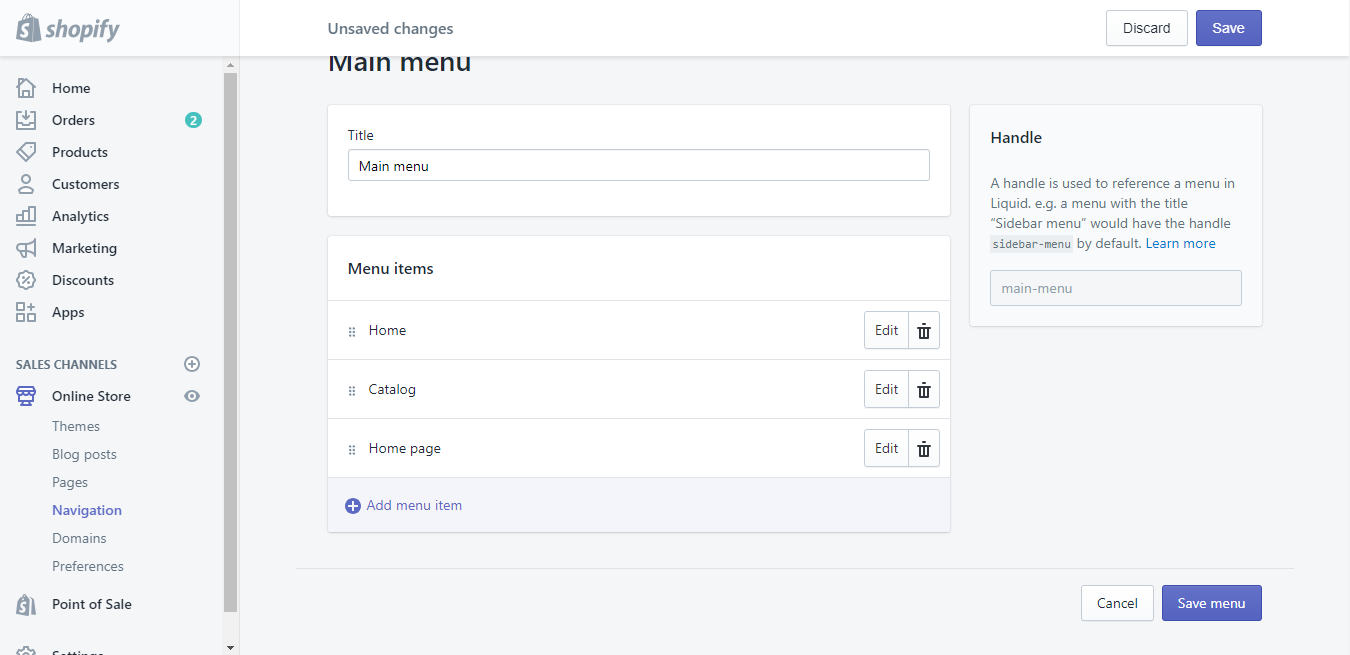 shopify
Unsaved changes
Discard
Save
Home
Orders
2
Products
Customers
Analytics
Marketing
Discounts
Apps
SALES CHANNELS
Online Store
Themes
Blog posts
Pages
Navigation
Domains
Preferences
Point of Sale
Settings
Main menu
Title
Main menu
Menu items
Home
Edit
Catalog
Edit
Home page
Edit
Add menu item
Handle
A handle is used to reference a menu in
Liquid. e.g. a menu with the title
“Sidebar menu” would have the handle
sidebar-menu by default. Learn more
main-menu
Cancel
Save menu